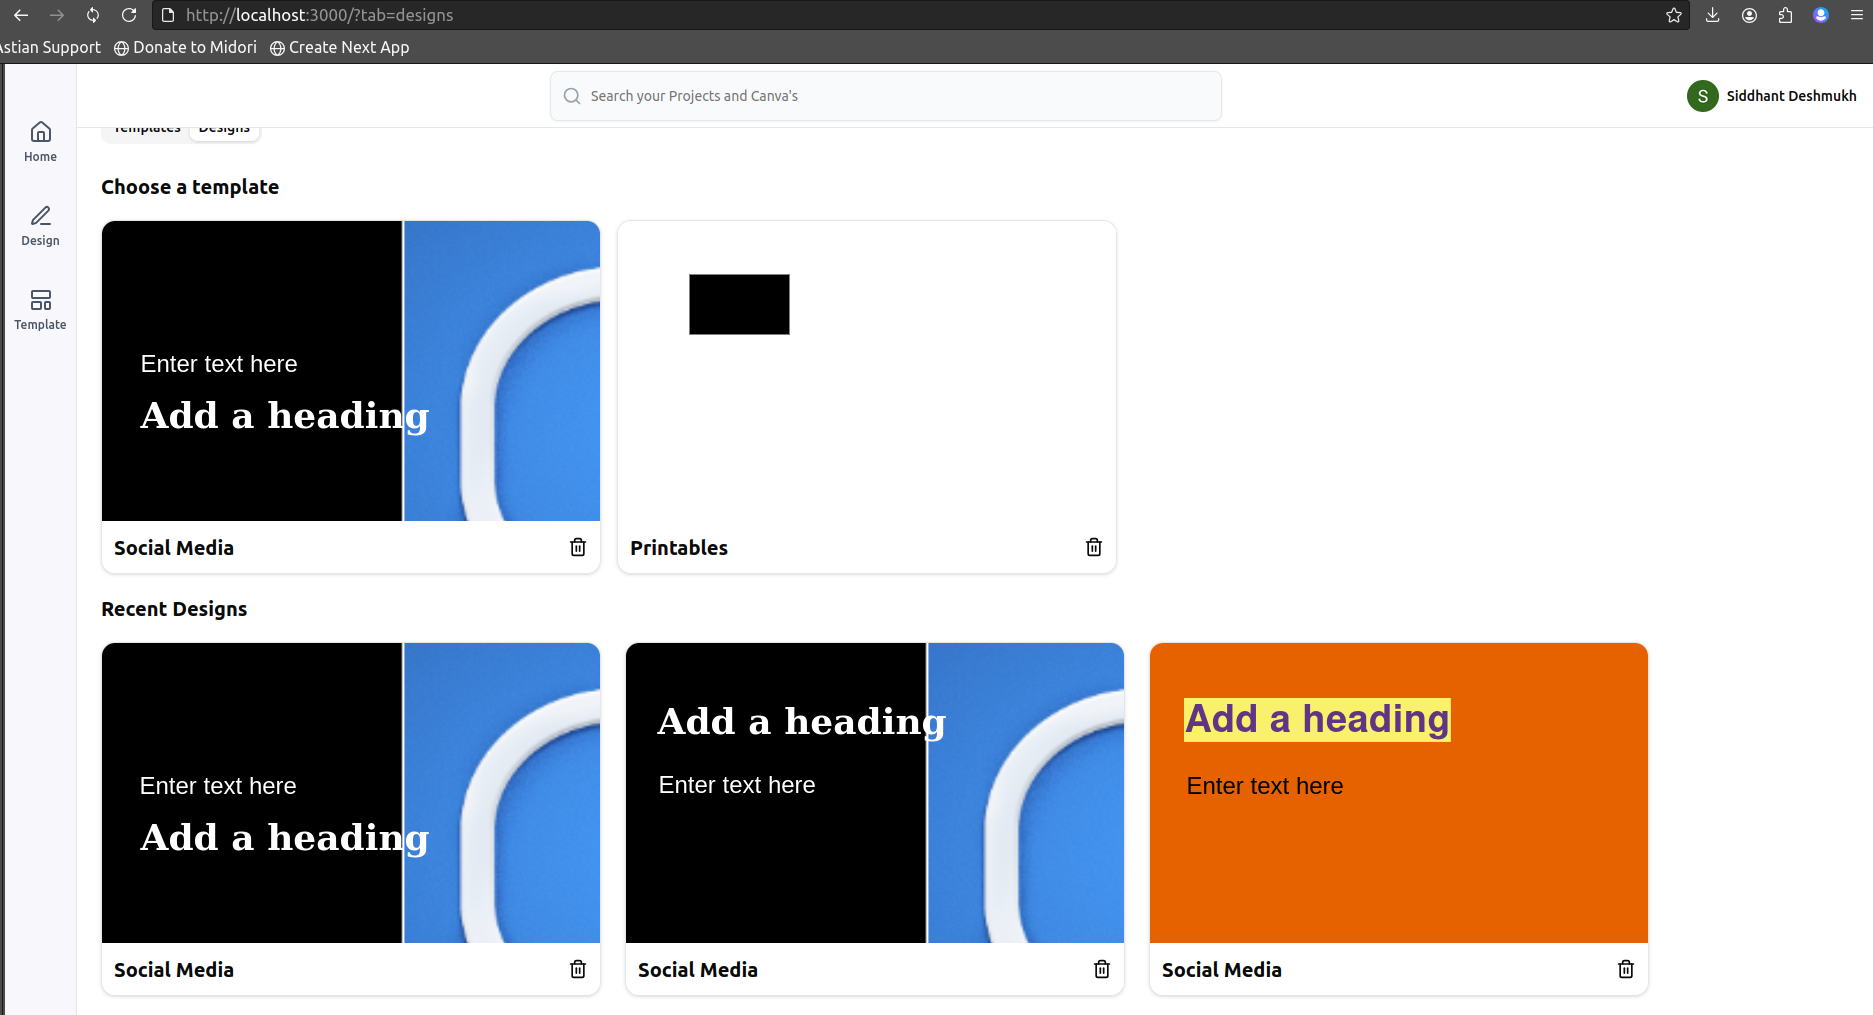 http://localhost:3000/?tab=designs
Astian Support
Donate to Midori
Create Next App
Search your Projects and Canva's
S
Siddhant Deshmukh
Home
Design
Template
Templates
Designs
Choose a template
Enter text here
Add a heading
Social Media
Printables
Recent Designs
Enter text here
Add a heading
Social Media
Add a heading
Enter text here
Social Media
Add a heading
Enter text here
Social Media